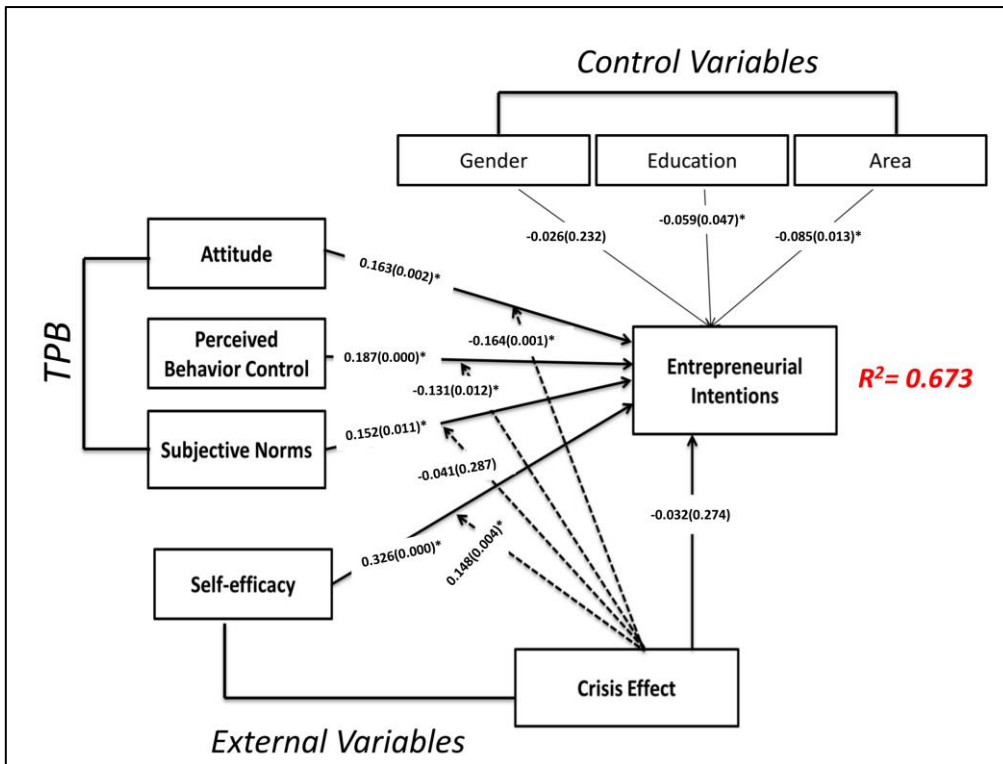 Control Variables
Gender
Education
Area
-0.026(0.232)
-0.059(0.047)*
-0.085(0.013)*
TPB
Attitude
Perceived
Behavior Control
Subjective Norms
0.163(0.002)*
-0.164(0.001)*
0.187(0.000)*
-0.131(0.012)*
0.152(0.011)*
-0.041(0.287)
Entrepreneurial
Intentions
R²= 0.673
-0.032(0.274)
0.326(0.000)*
0.148(0.004)*
Self-efficacy
Crisis Effect
External Variables